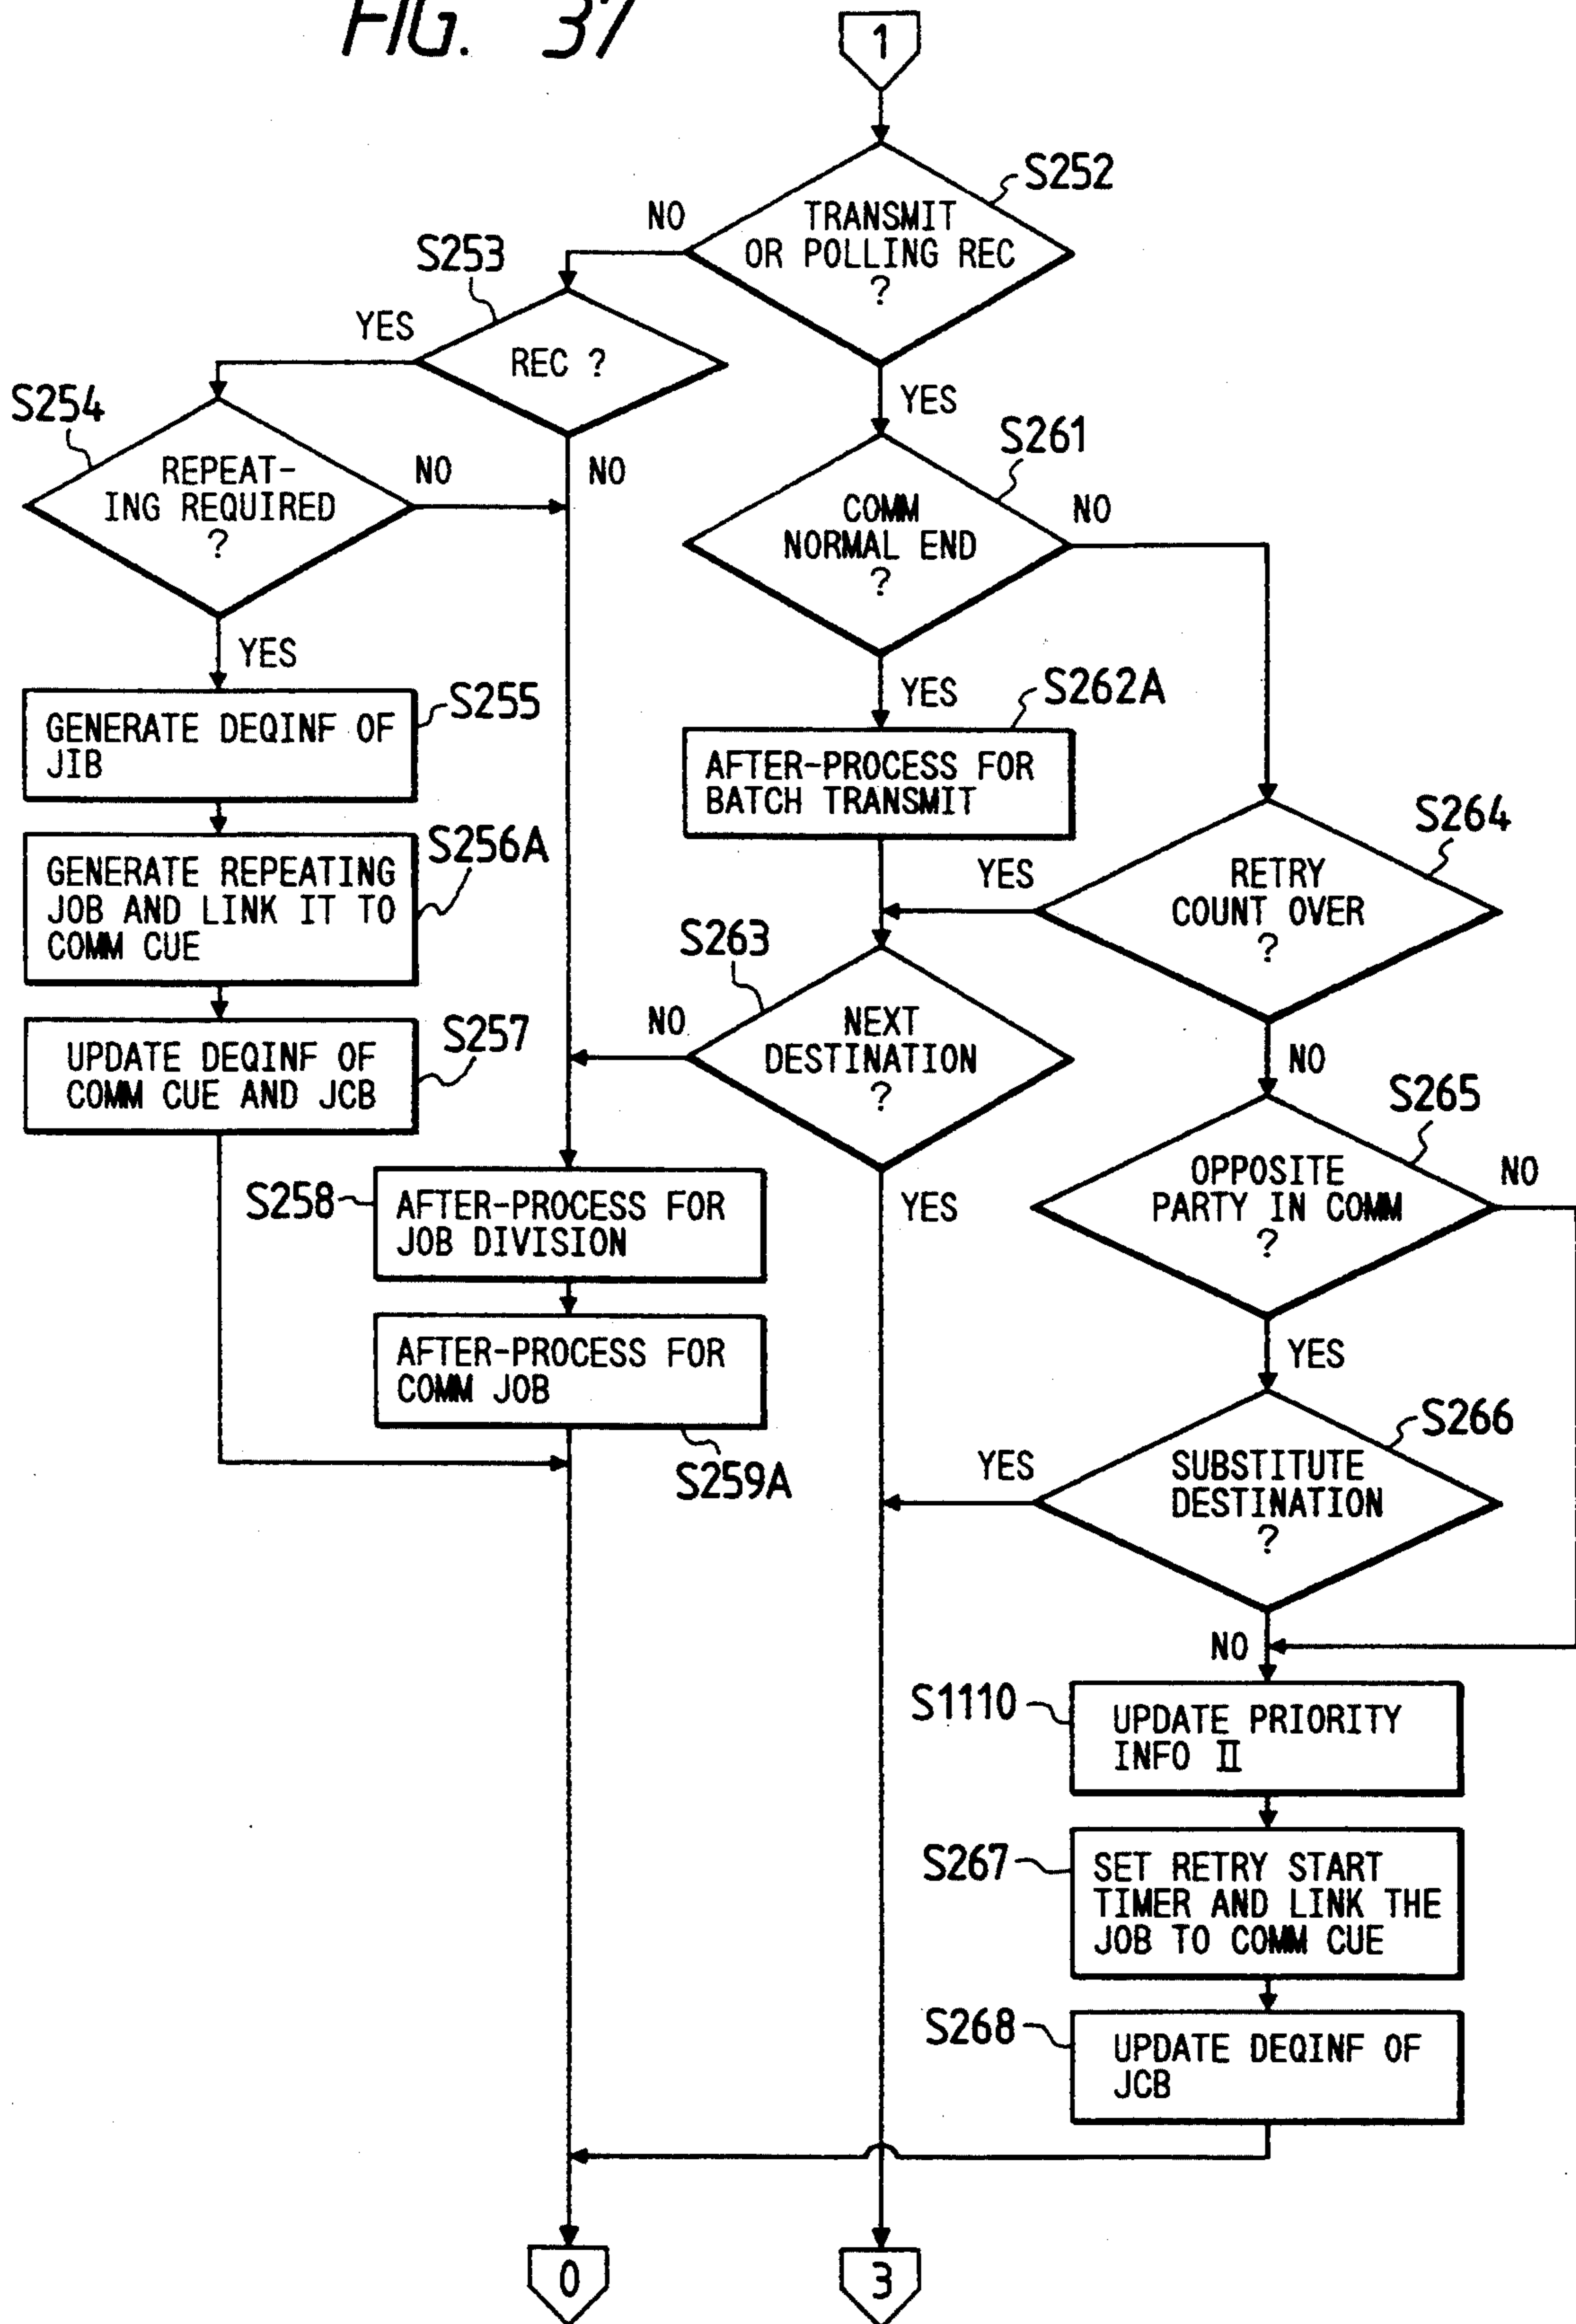 FIG. 37
1
S252
TRANSMIT
OR POLLING REC
?
NO
YES
S253
REC ?
YES
NO
S254
REPEAT-
ING REQUIRED
?
NO
YES
S261
COMM
NORMAL END
?
NO
YES
S255
GENERATE DEQINF OF
JIB
S262A
AFTER-PROCESS FOR
BATCH TRANSMIT
S256A
GENERATE REPEATING
JOB AND LINK IT TO
COMM CUE
S264
RETRY
COUNT OVER
?
YES
NO
S263
NEXT
DESTINATION
?
NO
YES
S257
UPDATE DEQINF OF
COMM CUE AND JCB
S265
OPPOSITE
PARTY IN COMM
?
NO
YES
S258
AFTER-PROCESS FOR
JOB DIVISION
AFTER-PROCESS FOR
COMM JOB
S259A
S266
SUBSTITUTE
DESTINATION
?
YES
NO
S1110
UPDATE PRIORITY
INFO II
S267
SET RETRY START
TIMER AND LINK THE
JOB TO COMM CUE
S268
UPDATE DEQINF OF
JCB
0
3